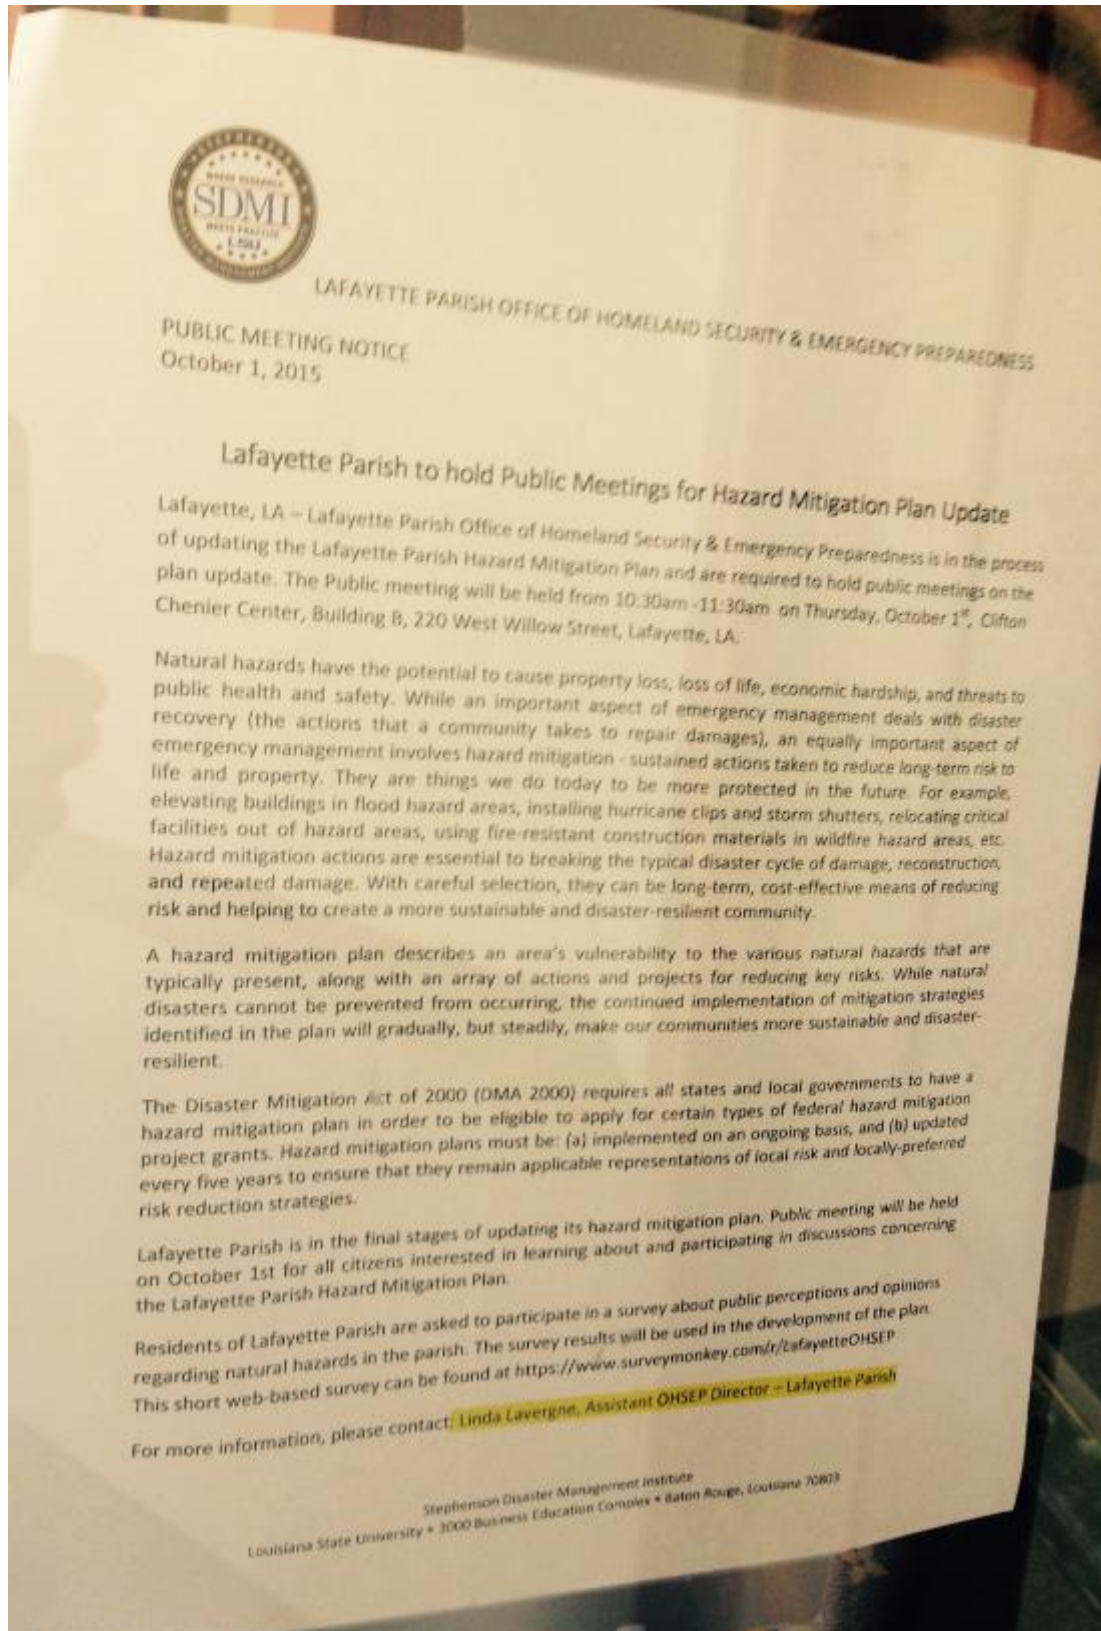 SDMI
MEETS PRACTICE
LSU
LAFAYETTE PARISH OFFICE OF HOMELAND SECURITY & EMERGENCY PREPAREDNESS
PUBLIC MEETING NOTICE
October 1, 2015
Lafayette Parish to hold Public Meetings for Hazard Mitigation Plan Update
Lafayette, LA – Lafayette Parish Office of Homeland Security & Emergency Preparedness is in the process
of updating the Lafayette Parish Hazard Mitigation Plan and are required to hold public meetings on the
plan update. The Public meeting will be held from 10:30am -11:30am on Thursday, October 1st, Clifton
Chenier Center, Building B, 220 West Willow Street, Lafayette, LA.
Natural hazards have the potential to cause property loss, loss of life, economic hardship, and threats to
public health and safety. While an important aspect of emergency management deals with disaster
recovery (the actions that a community takes to repair damages), an equally important aspect of
emergency management involves hazard mitigation - sustained actions taken to reduce long-term risk to
life and property. They are things we do today to be more protected in the future. For example,
elevating buildings in flood hazard areas, installing hurricane clips and storm shutters, relocating critical
facilities out of hazard areas, using fire-resistant construction materials in wildfire hazard areas, etc.
Hazard mitigation actions are essential to breaking the typical disaster cycle of damage, reconstruction,
and repeated damage. With careful selection, they can be long-term, cost-effective means of reducing
risk and helping to create a more sustainable and disaster-resilient community.
A hazard mitigation plan describes an area's vulnerability to the various natural hazards that are
typically present, along with an array of actions and projects for reducing key risks. While natural
disasters cannot be prevented from occurring, the continued implementation of mitigation strategies
identified in the plan will gradually, but steadily, make our communities more sustainable and disaster-
resilient.
The Disaster Mitigation Act of 2000 (DMA 2000) requires all states and local governments to have a
hazard mitigation plan in order to be eligible to apply for certain types of federal hazard mitigation
project grants. Hazard mitigation plans must be: (a) implemented on an ongoing basis, and (b) updated
every five years to ensure that they remain applicable representations of local risk and locally-preferred
risk reduction strategies.
Lafayette Parish is in the final stages of updating its hazard mitigation plan. Public meeting will be held
on October 1st for all citizens interested in learning about and participating in discussions concerning
the Lafayette Parish Hazard Mitigation Plan.
Residents of Lafayette Parish are asked to participate in a survey about public perceptions and opinions
regarding natural hazards in the parish. The survey results will be used in the development of the plan.
This short web-based survey can be found at https://www.surveymonkey.com/r/LafayetteOHSEP
For more information, please contact: Linda Lavergne, Assistant OHSEP Director – Lafayette Parish
Stephenson Disaster Management Institute
Louisiana State University • 3000 Business Education Complex • Baton Rouge, Louisiana 70803